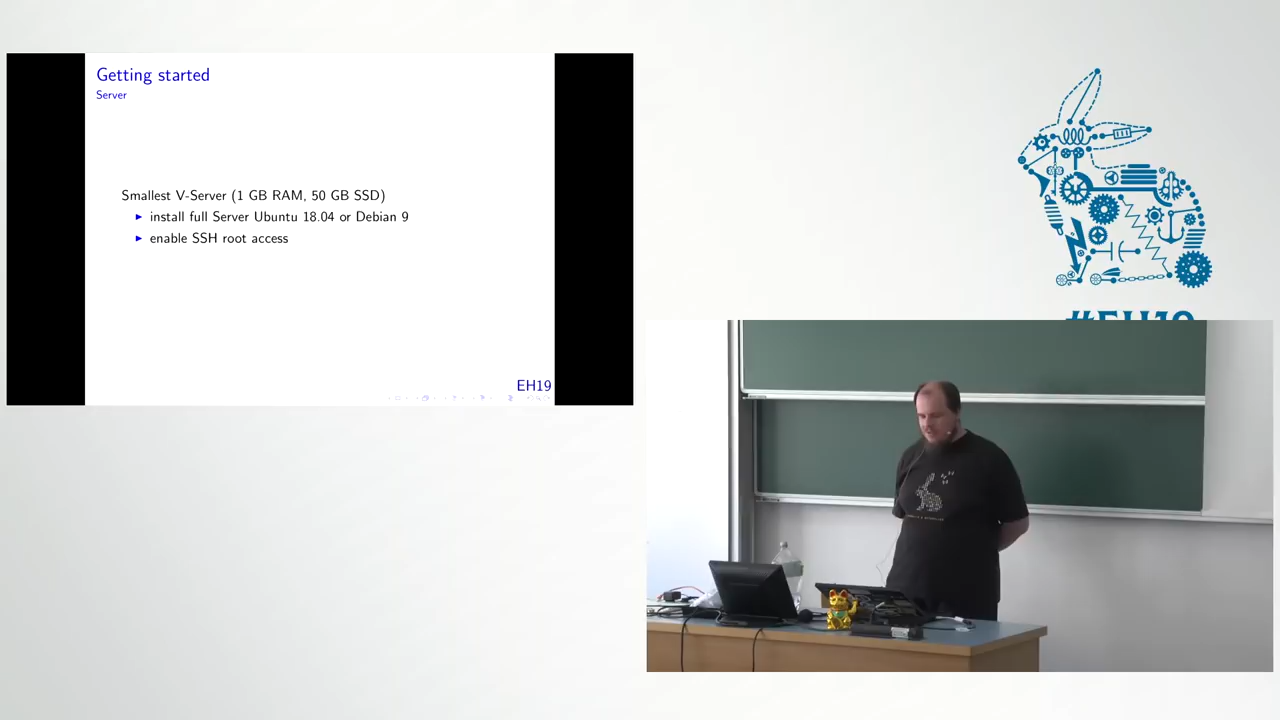 Getting started
Server
Smallest V-Server (1 GB RAM, 50 GB SSD)
install full Server Ubuntu 18.04 or Debian 9
enable SSH root access
EH19
#EH19